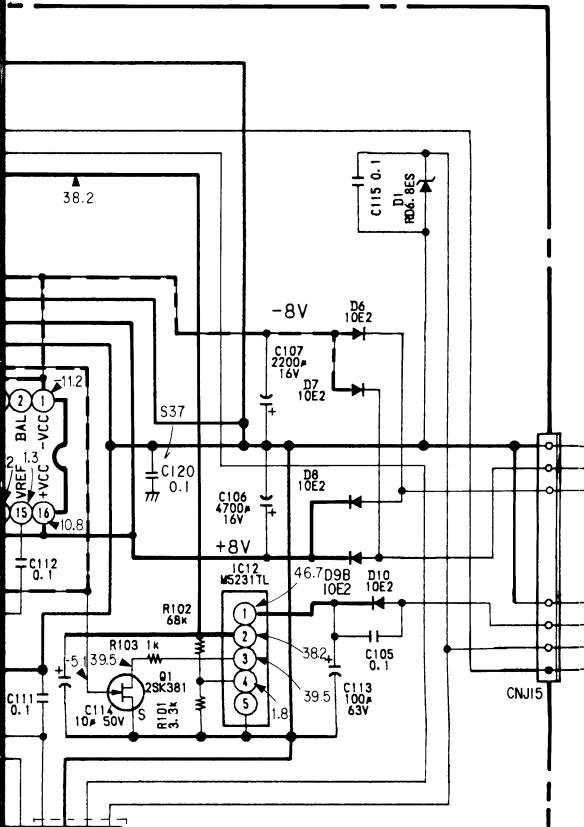 C115 0.1
D1
RD6.8ES
38.2
-8V
D6
10E2
C107
2200μ
16V
D7
10E2
-11.2
2
1
BAL
-VCC
S37
.2
VREF
1.3
+VCC
C120
0.1
D8
10E2
15
16
10.8
C106
4700μ
16V
+8V
C112
0.1
IC12
M5231TL
46.7
D9B
10E2
D10
10E2
R102
68k
1
2
3
4
5
R103 1k
38.2
C105
0.1
-5.1
39.5
Q1
2SK381
39.5
C113
100μ
63V
C111
0.1
C114
10μ 50V
S
R101
3.3k
1.8
CNJ15